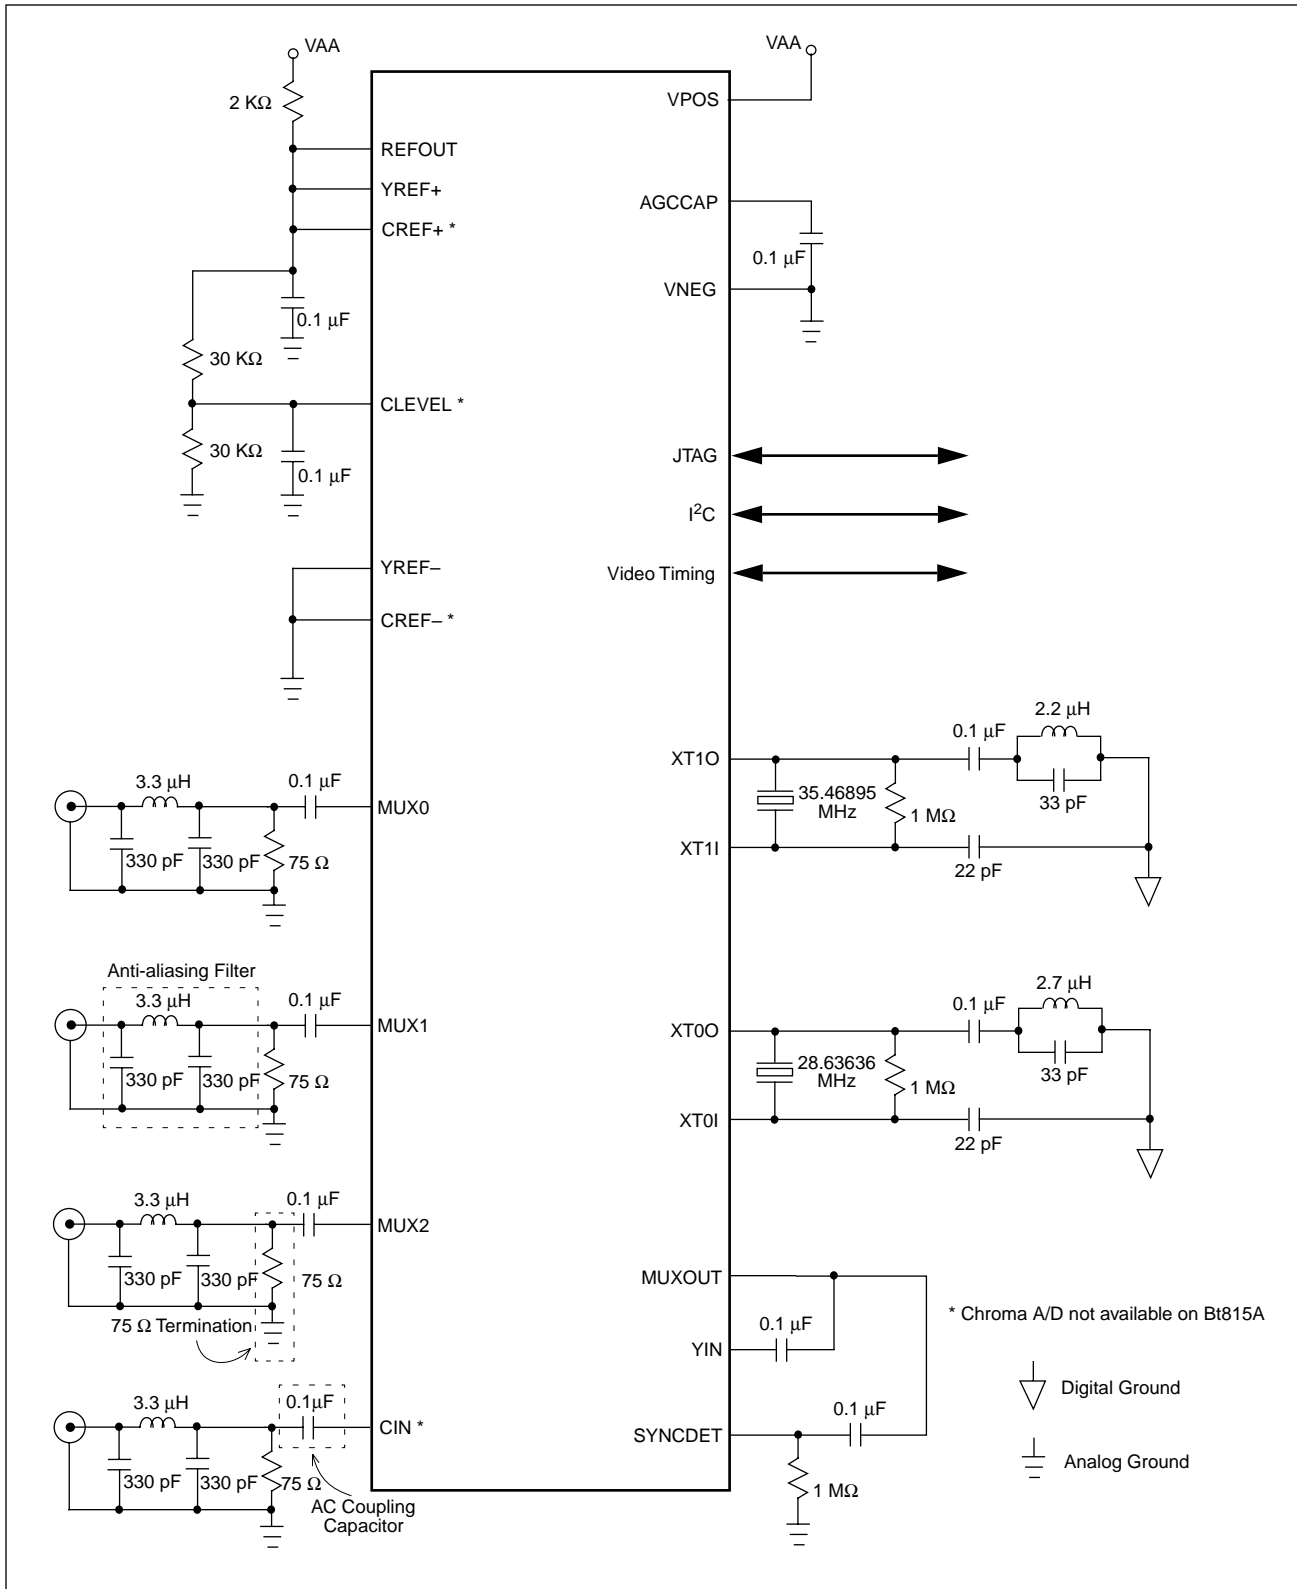 VAA
2 KΩ
REFOUT
YREF+
CREF+ *
0.1 μF
30 KΩ
CLEVEL *
30 KΩ
0.1 μF
YREF–
CREF– *
3.3 μH
0.1 μF
MUX0
330 pF
330 pF
75 Ω
Anti-aliasing Filter
3.3 μH
0.1 μF
MUX1
330 pF
330 pF
75 Ω
3.3 μH
0.1 μF
MUX2
330 pF
330 pF
75 Ω
75 Ω Termination
3.3 μH
0.1μF
CIN *
330 pF
330 pF
75 Ω
AC Coupling
Capacitor
VAA
VPOS
AGCCAP
0.1 μF
VNEG
JTAG
I²C
Video Timing
2.2 μH
0.1 μF
XT1O
33 pF
35.46895
MHz
1 MΩ
XT1I
22 pF
2.7 μH
0.1 μF
XT0O
33 pF
28.63636
MHz
1 MΩ
XT0I
22 pF
MUXOUT
0.1 μF
YIN
0.1 μF
SYNCDET
1 MΩ
* Chroma A/D not available on Bt815A
Digital Ground
Analog Ground